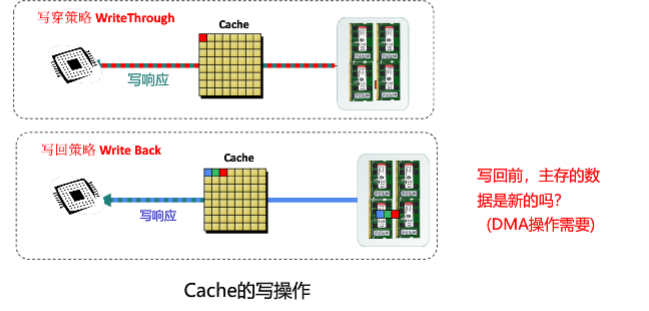 写穿策略 WriteThrough
Cache
写响应
写回策略 Write Back
Cache
写响应
写回前，主存的数
据是新的吗？
(DMA操作需要)
Cache的写操作